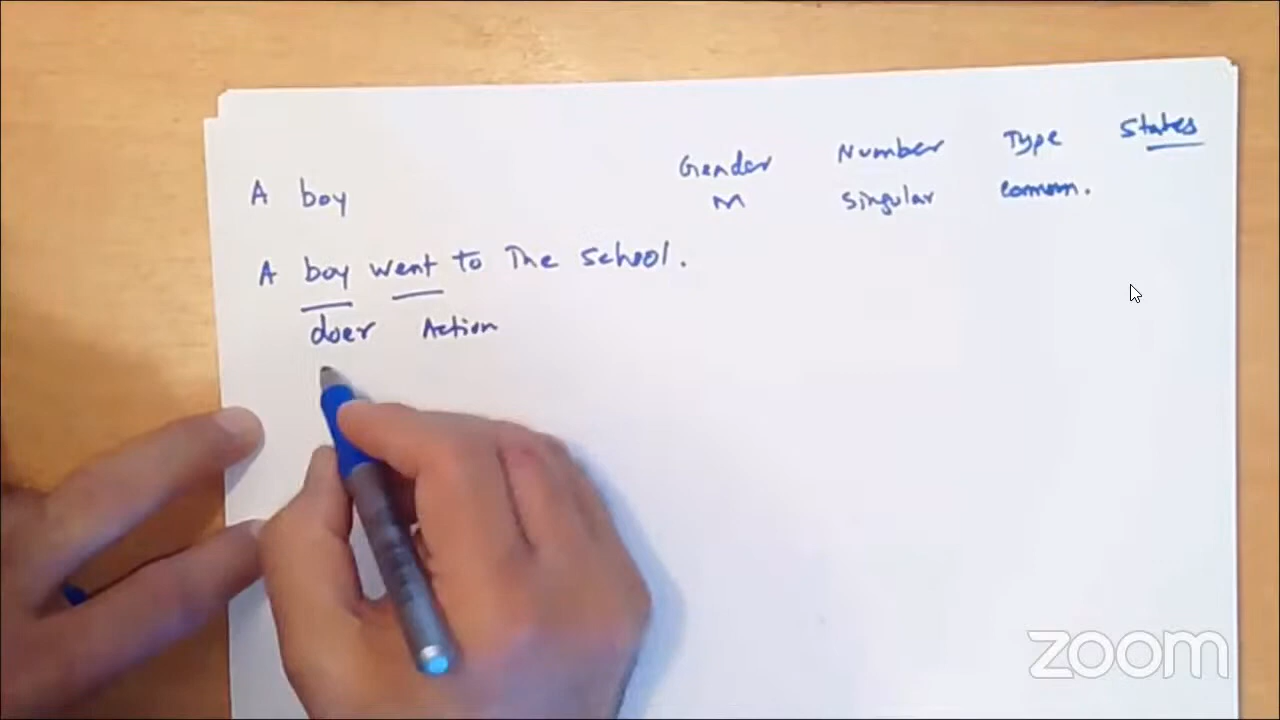 Gender Number Type States
A boy M Singular Common.
A boy went to The School.
doer Action
zoom